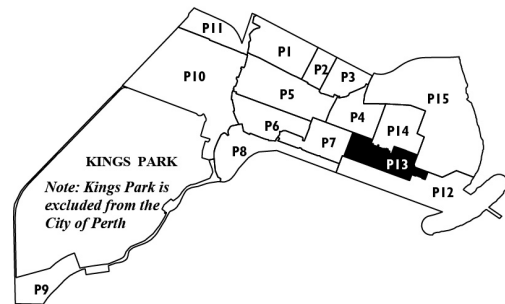 P11
P1
P2
P3
P10
P5
P15
P4
P14
P6
P7
P8
KINGS PARK
P13
Note: Kings Park is
excluded from the
City of Perth
P12
P9